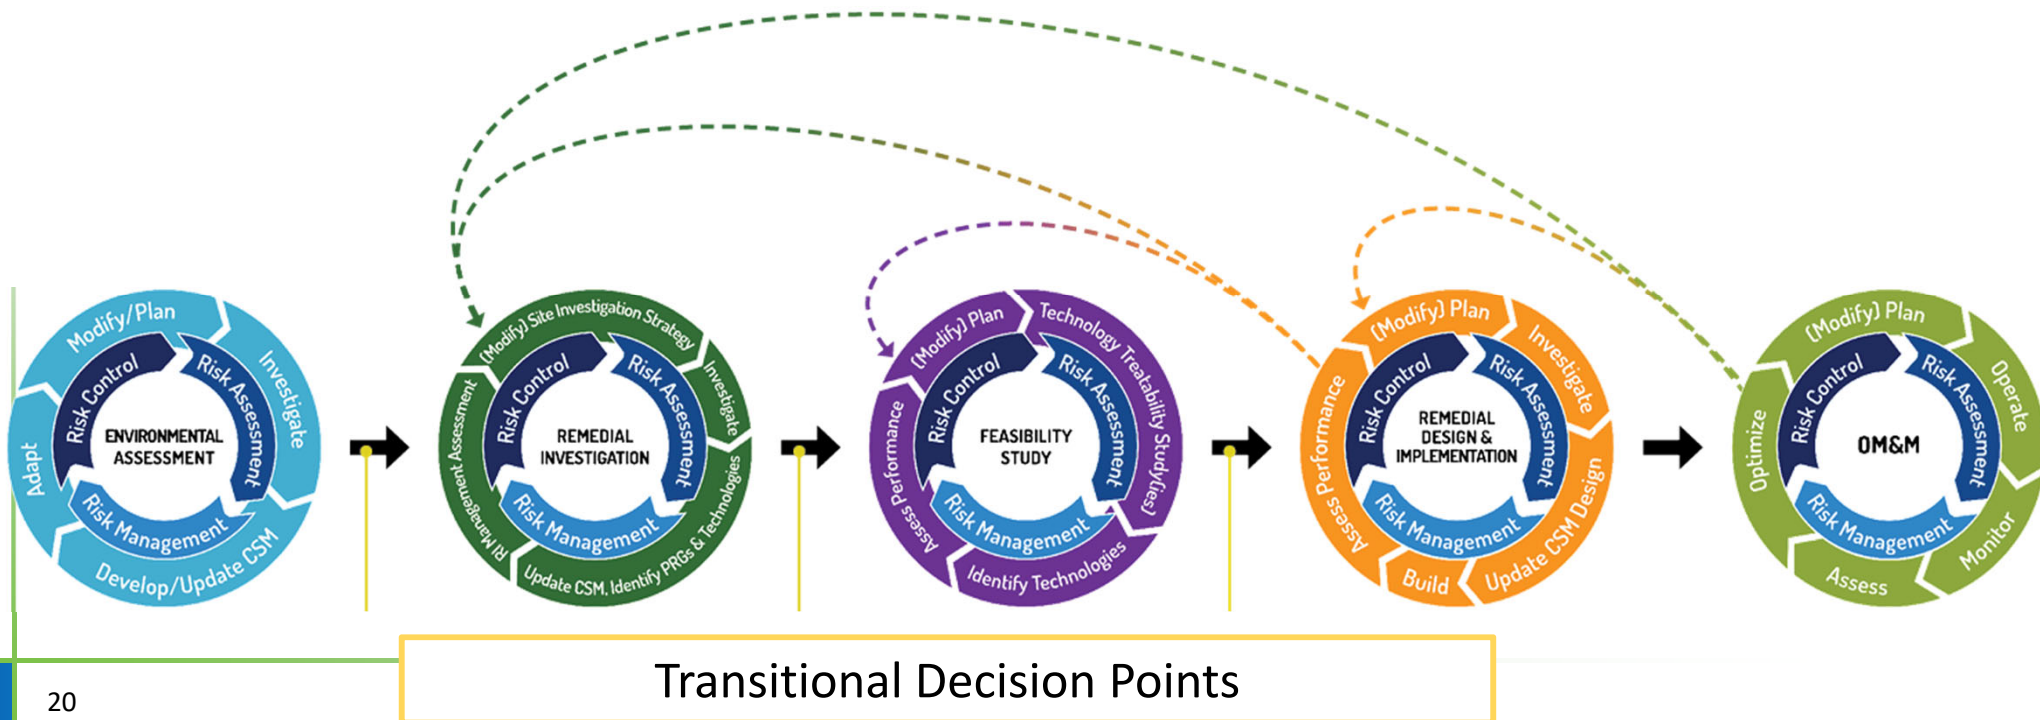 Modify/Plan
Investigate
Develop/Update CSM
Adapt
Risk Control
Risk Assessment
Risk Management
ENVIRONMENTAL
ASSESSMENT
(Modify) Site Investigation Strategy
Investigate
Update CSM, Identify PRGs & Technologies
RI Management Assessment
Risk Control
Risk Assessment
Risk Management
REMEDIAL
INVESTIGATION
(Modify) Plan
Technology Treatability Study(ies)
Identify Technologies
Assess Performance
Risk Control
Risk Assessment
Risk Management
FEASIBILITY
STUDY
(Modify) Plan
Investigate
Update CSM Design
Build
Assess Performance
Risk Control
Risk Assessment
Risk Management
REMEDIAL
DESIGN &
IMPLEMENTATION
(Modify) Plan
Operate
Monitor
Assess
Optimize
Risk Control
Risk Assessment
Risk Management
OM&M
Transitional Decision Points
20